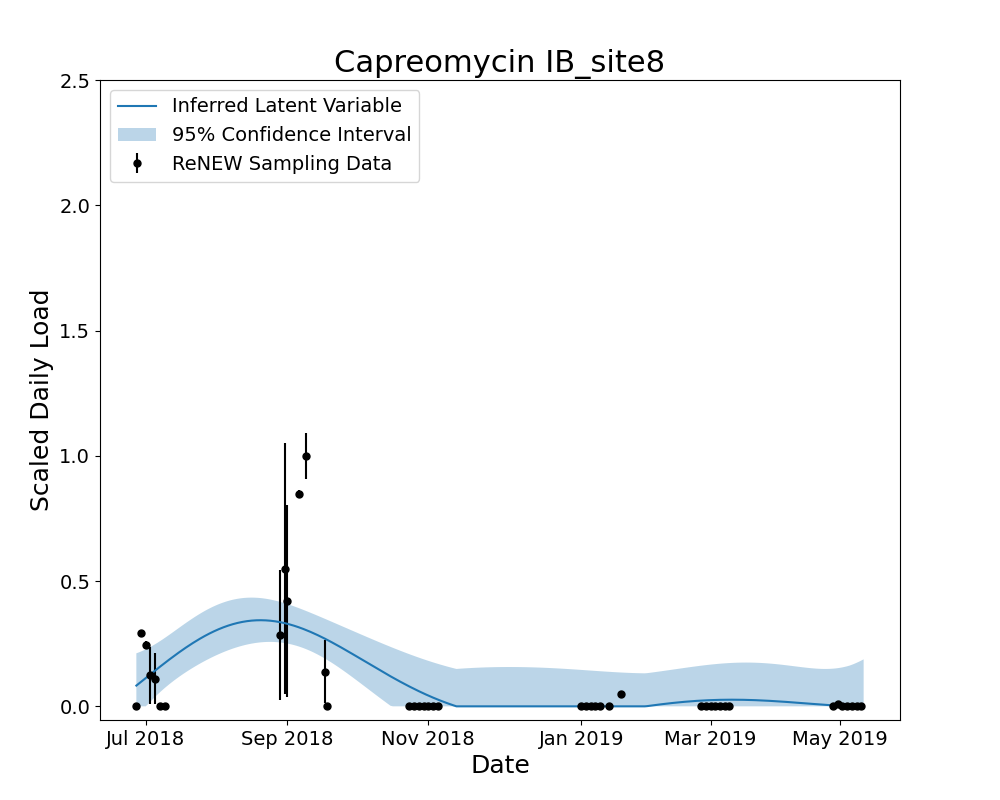 Capreomycin IB_site8
2.5
2.0
1.5
1.0
0.5
0.0
Scaled Daily Load
Inferred Latent Variable
95% Confidence Interval
ReNEW Sampling Data
Jul 2018 Sep 2018 Nov 2018 Jan 2019 Mar 2019 May 2019
Date